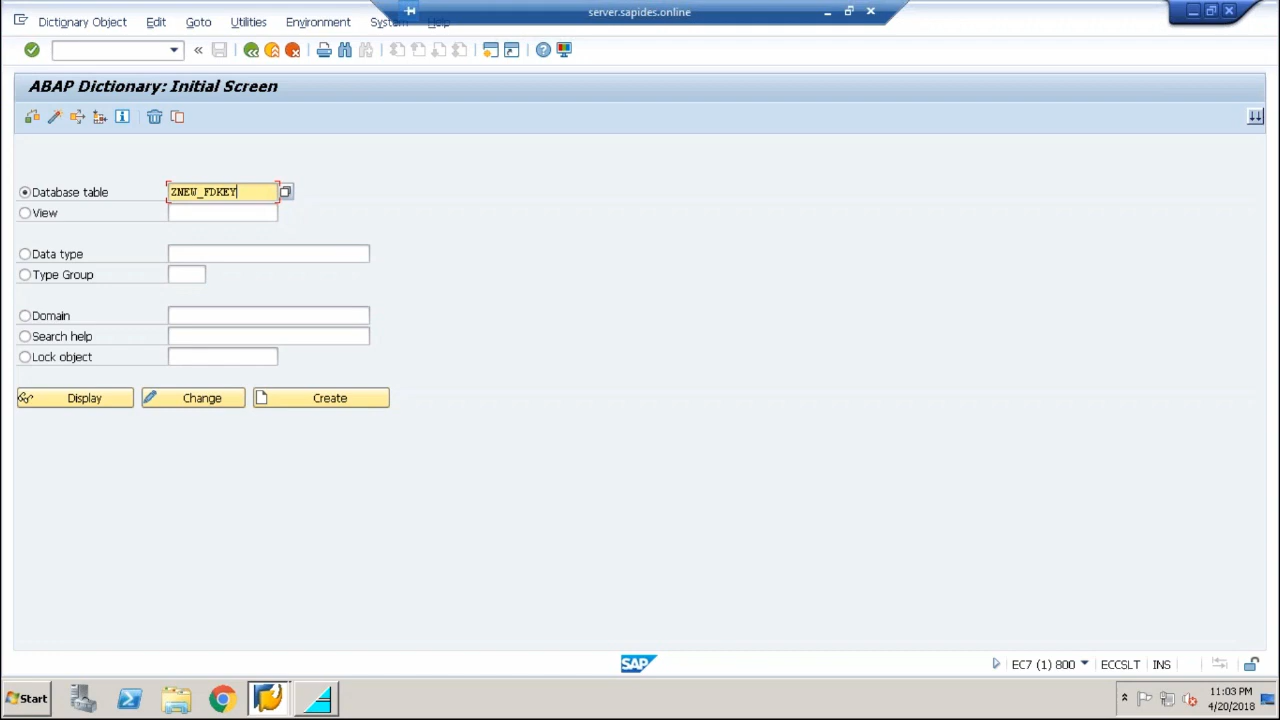 server.sapides.online
Dictionary Object Edit Goto Utilities Environment System Help
ABAP Dictionary: Initial Screen
Database table ZNEW_FDKEY
View
Data type
Type Group
Domain
Search help
Lock object
Display Change Create
SAP EC7 (1) 800 ECCSLT INS
Start 11:03 PM
4/20/2018